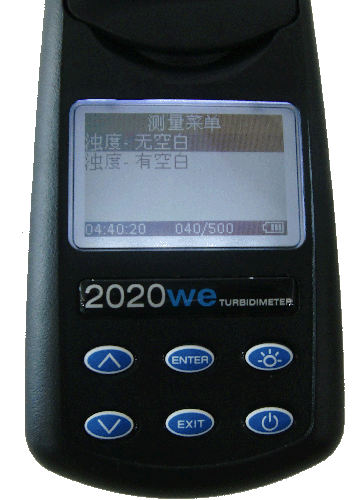 测量菜单
浊度- 无空白
浊度- 有空白
04:40:20 040/500
2020we TURBIDIMETER
ENTER
EXIT